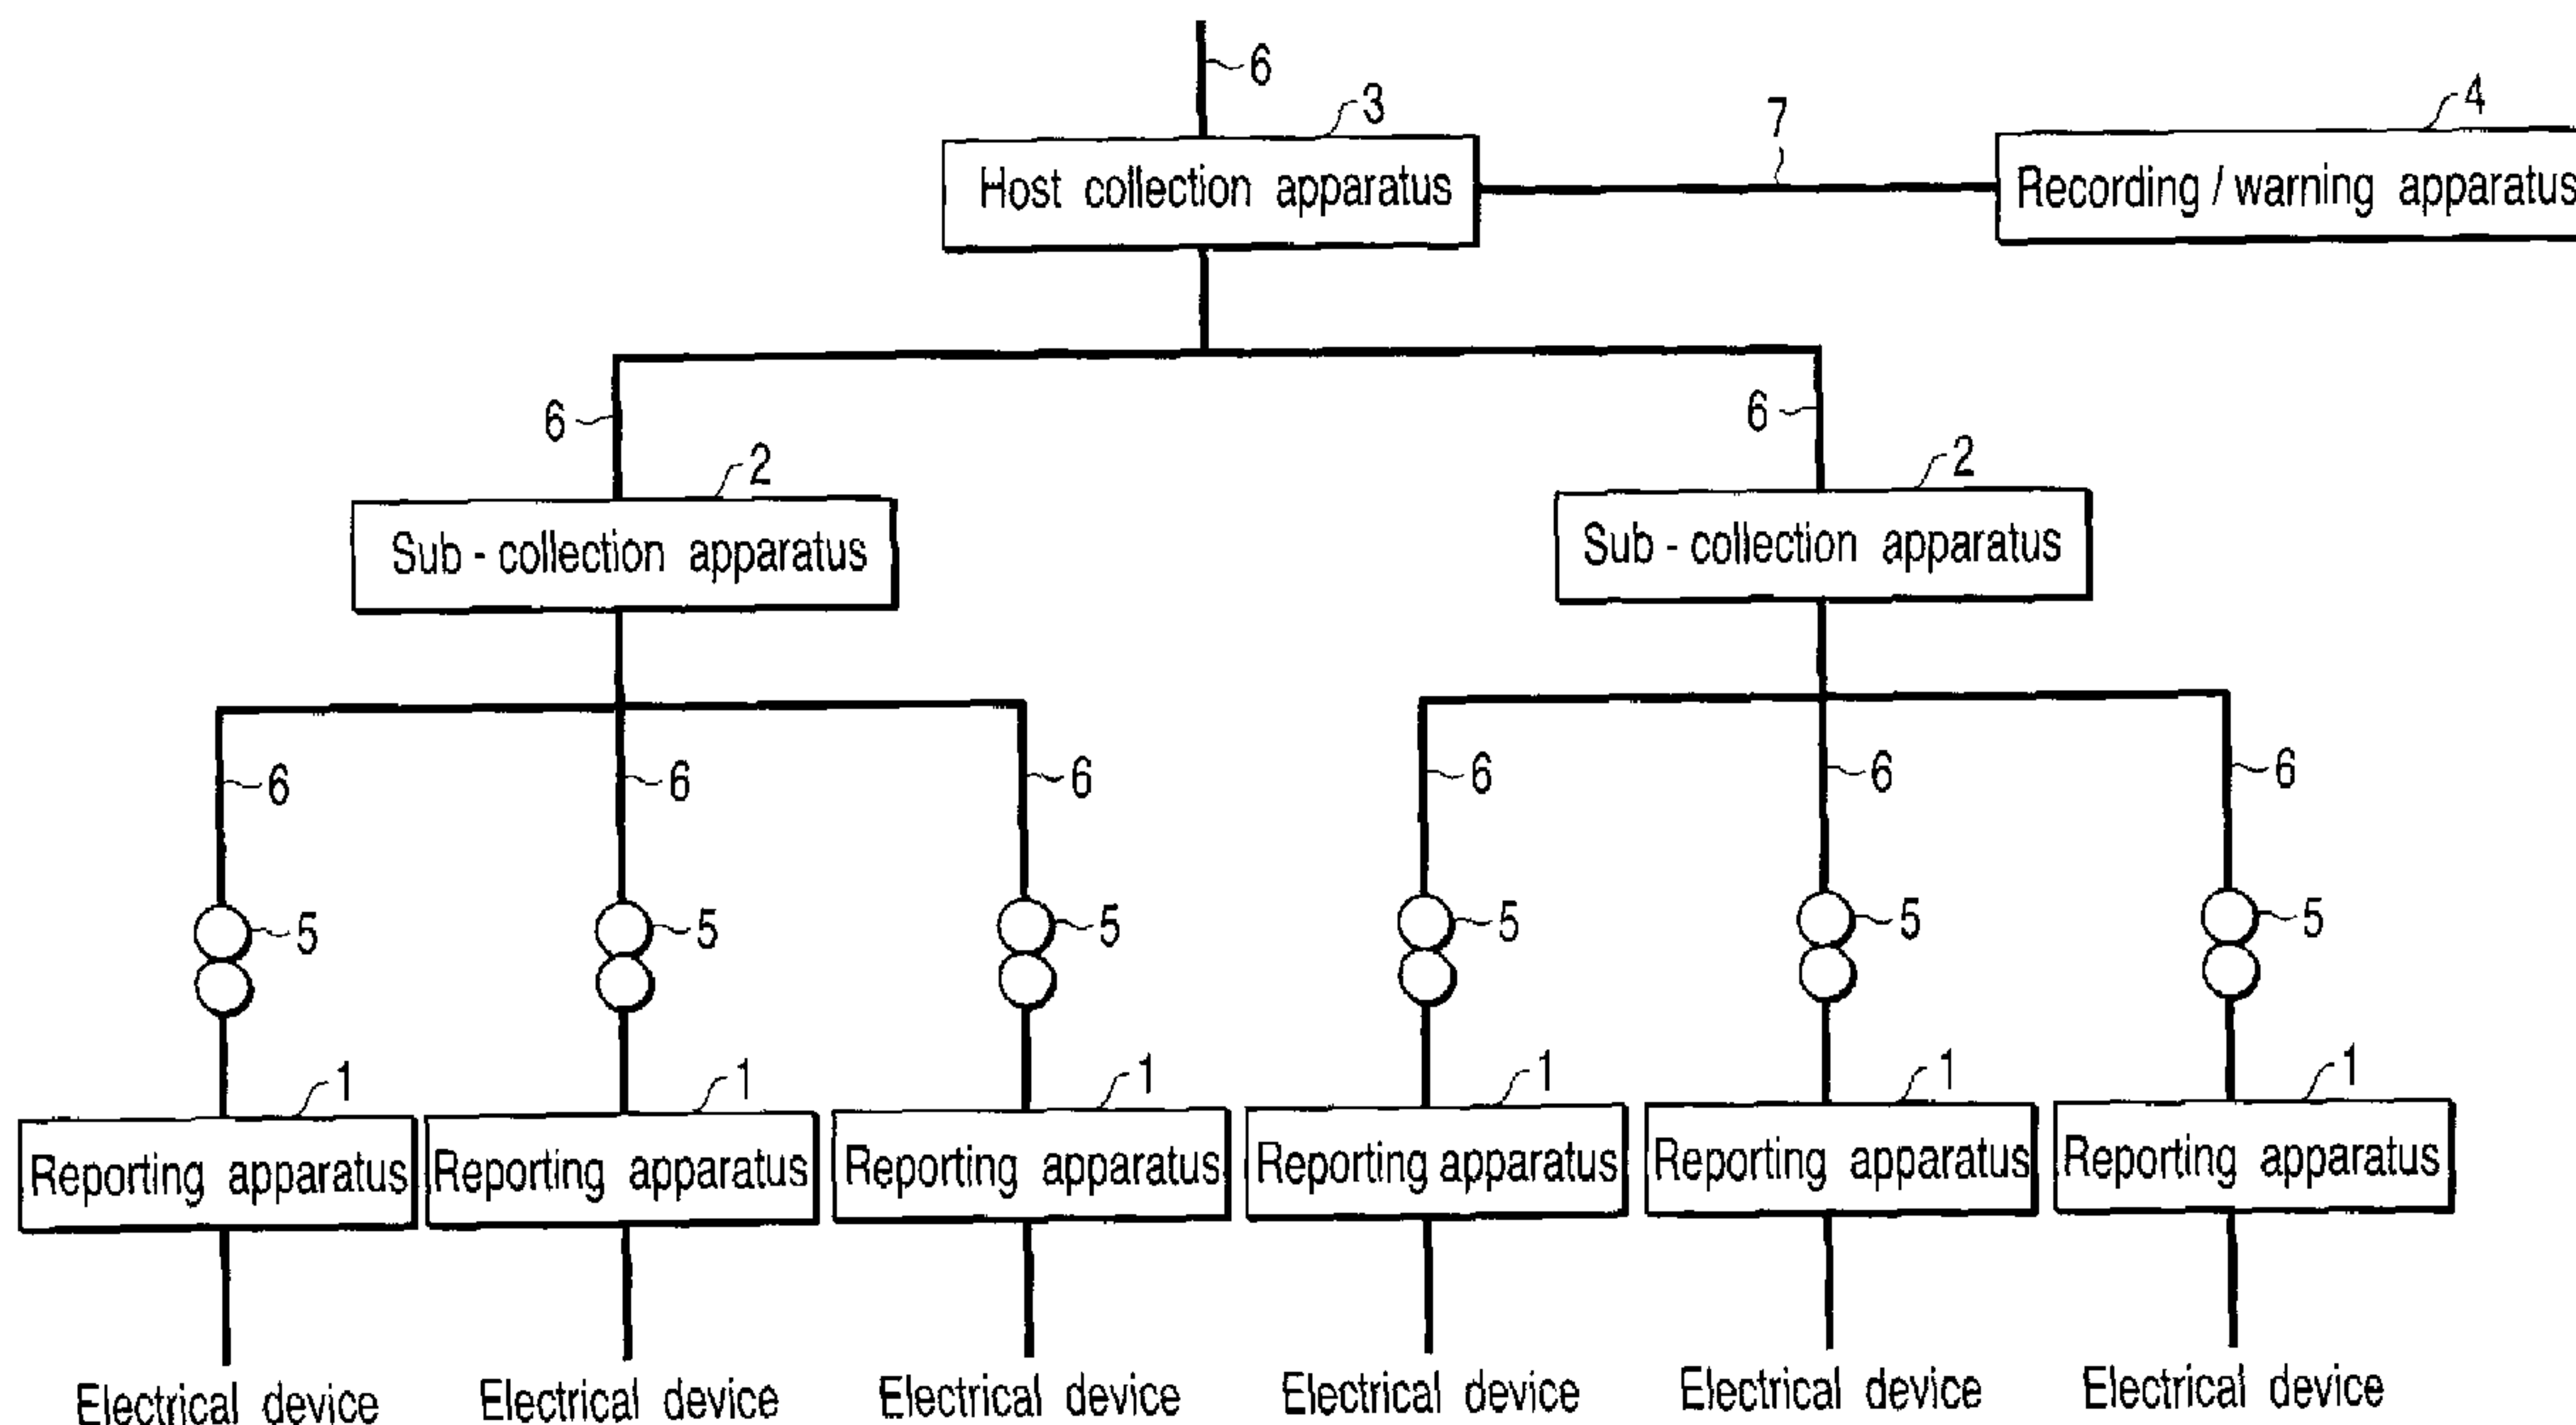 6
3
7
4
Host collection apparatus
Recording / warning apparatus
6
6
2
2
Sub - collection apparatus
Sub - collection apparatus
6
6
6
6
6
6
5
5
5
5
5
5
1
1
1
1
1
1
Reporting apparatus
Reporting apparatus
Reporting apparatus
Reporting apparatus
Reporting apparatus
Reporting apparatus
Electrical device
Electrical device
Electrical device
Electrical device
Electrical device
Electrical device